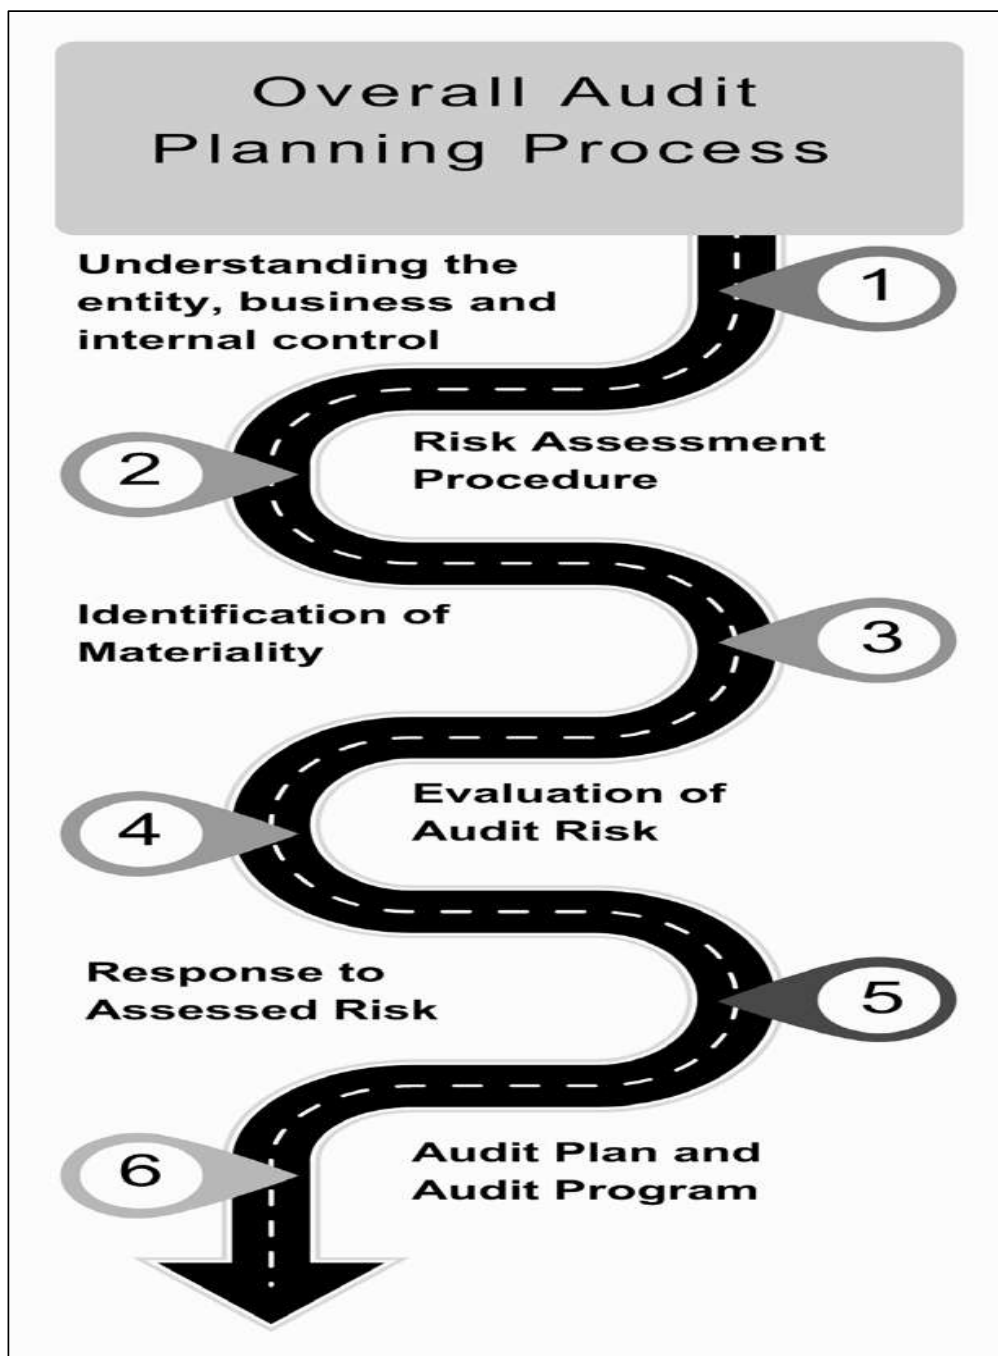 Overall Audit
Planning Process
1
Understanding the
entity, business and
internal control
2
Risk Assessment
Procedure
3
Identification of
Materiality
4
Evaluation of
Audit Risk
5
Response to
Assessed Risk
6
Audit Plan and
Audit Program